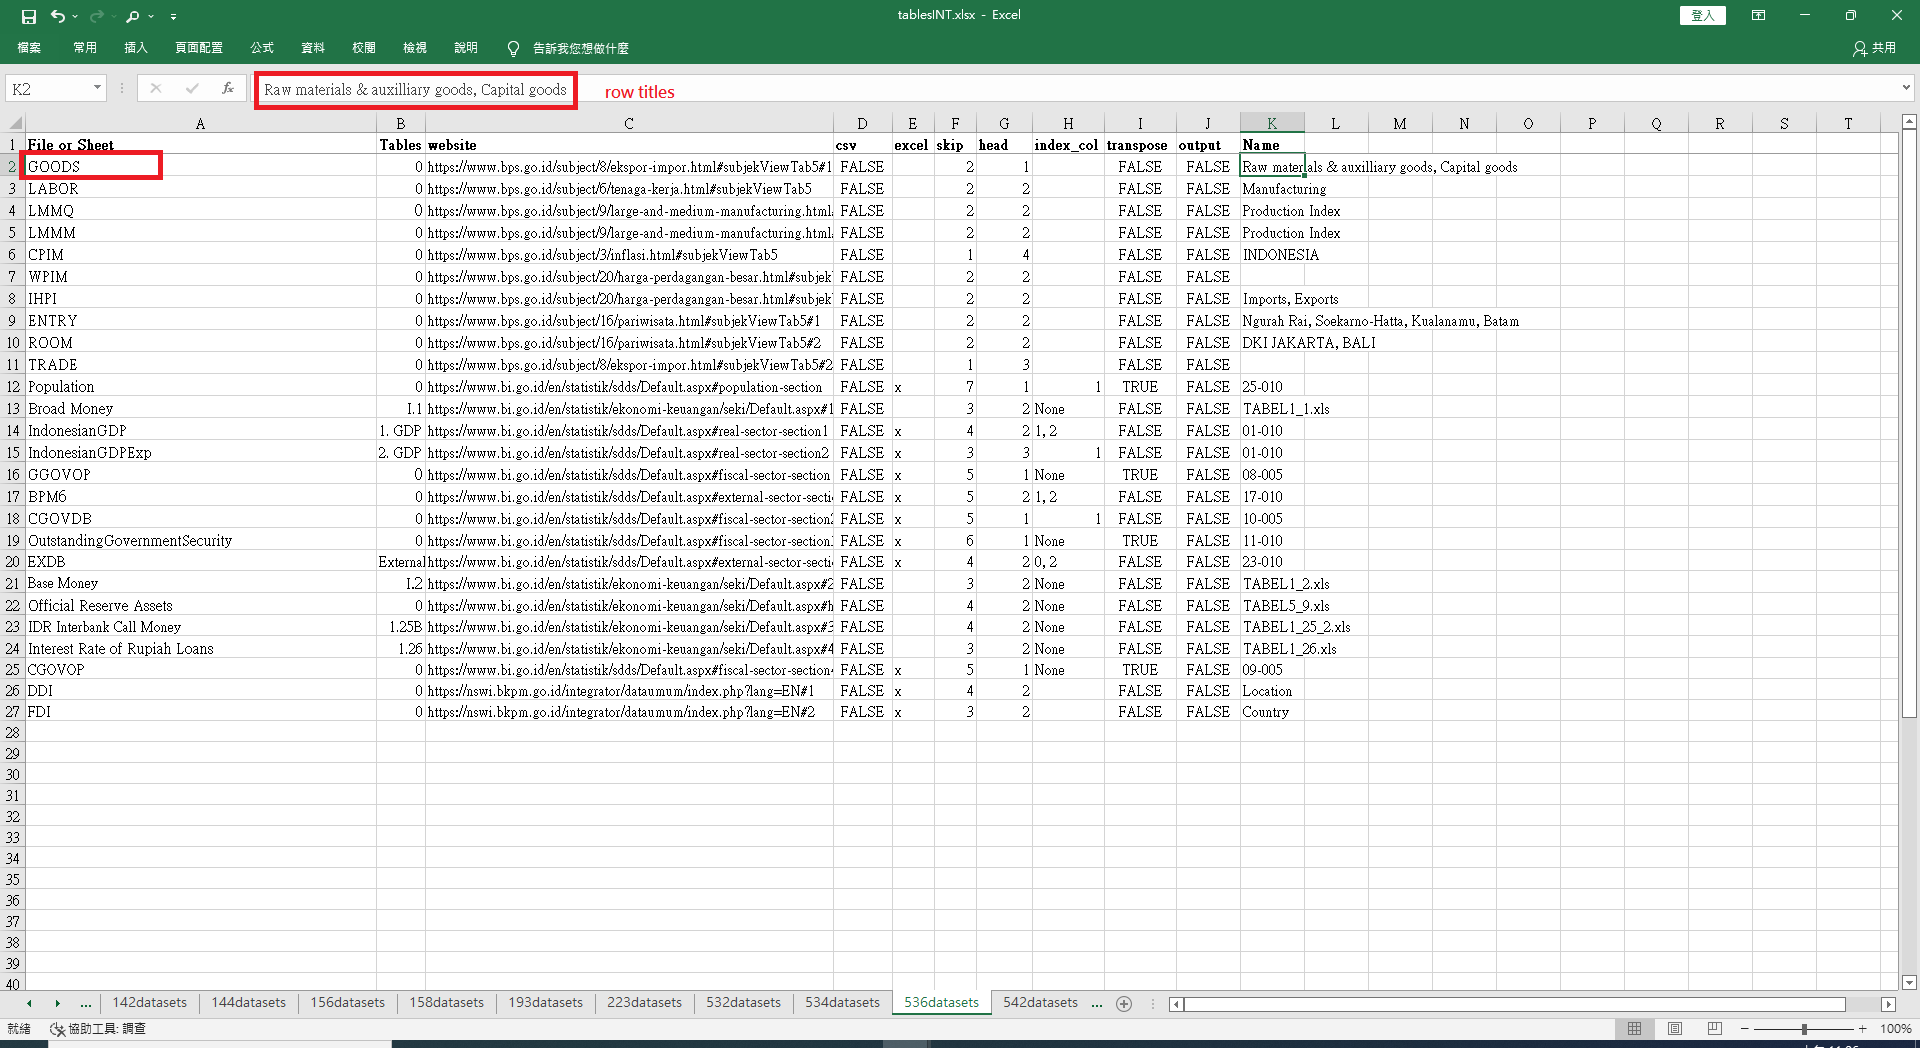 tablesINT.xlsx - Excel
登入
檔案 常用 插入 頁面配置 公式 資料 校閱 檢視 說明 告訴我您想做什麼 共用
K2 fx Raw materials & auxilliary goods, Capital goods row titles
A B C D E F G H I J K L M N O P Q R S T
1 File or Sheet Tables website csv excel skip head index_col transpose output Name
2 GOODS 0 https://www.bps.go.id/subject/8/ekspor-impor.html#subjekViewTab5#1 FALSE 2 1 FALSE FALSE Raw materials & auxilliary goods, Capital goods
3 LABOR 0 https://www.bps.go.id/subject/6/tenaga-kerja.html#subjekViewTab5 FALSE 2 2 FALSE FALSE Manufacturing
4 LMMQ 0 https://www.bps.go.id/subject/9/large-and-medium-manufacturing.html FALSE 2 2 FALSE FALSE Production Index
5 LMMM 0 https://www.bps.go.id/subject/9/large-and-medium-manufacturing.html FALSE 2 2 FALSE FALSE Production Index
6 CPIM 0 https://www.bps.go.id/subject/3/inflasi.html#subjekViewTab5 FALSE 1 4 FALSE FALSE INDONESIA
7 WPIM 0 https://www.bps.go.id/subject/20/harga-perdagangan-besar.html#subjek FALSE 2 2 FALSE FALSE
8 IHPI 0 https://www.bps.go.id/subject/20/harga-perdagangan-besar.html#subjek FALSE 2 2 FALSE FALSE Imports, Exports
9 ENTRY 0 https://www.bps.go.id/subject/16/pariwisata.html#subjekViewTab5#1 FALSE 2 2 FALSE FALSE Ngurah Rai, Soekarno-Hatta, Kualanamu, Batam
10 ROOM 0 https://www.bps.go.id/subject/16/pariwisata.html#subjekViewTab5#2 FALSE 2 2 FALSE FALSE DKI JAKARTA, BALI
11 TRADE 0 https://www.bps.go.id/subject/8/ekspor-impor.html#subjekViewTab5#2 FALSE 1 3 FALSE FALSE
12 Population 0 https://www.bi.go.id/en/statistik/sdds/Default.aspx#population-section FALSE x 7 1 1 TRUE FALSE 25-010
13 Broad Money I.1 https://www.bi.go.id/en/statistik/ekonomi-keuangan/seki/Default.aspx#1 FALSE 3 2 None FALSE FALSE TABEL1_1.xls
14 IndonesianGDP 1. GDP https://www.bi.go.id/en/statistik/sdds/Default.aspx#real-sector-section1 FALSE x 4 2 1, 2 FALSE FALSE 01-010
15 IndonesianGDPExp 2. GDP https://www.bi.go.id/en/statistik/sdds/Default.aspx#real-sector-section2 FALSE x 3 3 1 FALSE FALSE 01-010
16 GGOVOP 0 https://www.bi.go.id/en/statistik/sdds/Default.aspx#fiscal-sector-section FALSE x 5 1 None TRUE FALSE 08-005
17 BPM6 0 https://www.bi.go.id/en/statistik/sdds/Default.aspx#external-sector-secti FALSE x 5 2 1, 2 FALSE FALSE 17-010
18 CGOVDB 0 https://www.bi.go.id/en/statistik/sdds/Default.aspx#fiscal-sector-section2 FALSE x 5 1 1 FALSE FALSE 10-005
19 OutstandingGovernmentSecurity 0 https://www.bi.go.id/en/statistik/sdds/Default.aspx#fiscal-sector-section FALSE x 6 1 None TRUE FALSE 11-010
20 EXDB External https://www.bi.go.id/en/statistik/sdds/Default.aspx#external-sector-secti FALSE x 4 2 0, 2 FALSE FALSE 23-010
21 Base Money I.2 https://www.bi.go.id/en/statistik/ekonomi-keuangan/seki/Default.aspx#2 FALSE 3 2 None FALSE FALSE TABEL1_2.xls
22 Official Reserve Assets 0 https://www.bi.go.id/en/statistik/ekonomi-keuangan/seki/Default.aspx#h FALSE 4 2 None FALSE FALSE TABEL5_9.xls
23 IDR Interbank Call Money 1.25B https://www.bi.go.id/en/statistik/ekonomi-keuangan/seki/Default.aspx#3 FALSE 4 2 None FALSE FALSE TABEL1_25_2.xls
24 Interest Rate of Rupiah Loans 1.26 https://www.bi.go.id/en/statistik/ekonomi-keuangan/seki/Default.aspx#4 FALSE 3 2 None FALSE FALSE TABEL1_26.xls
25 CGOVOP 0 https://www.bi.go.id/en/statistik/sdds/Default.aspx#fiscal-sector-section4 FALSE x 5 1 None TRUE FALSE 09-005
26 DDI 0 https://nswi.bkpm.go.id/integrator/dataumum/index.php?lang=EN#1 FALSE x 4 2 FALSE FALSE Location
27 FDI 0 https://nswi.bkpm.go.id/integrator/dataumum/index.php?lang=EN#2 FALSE x 3 2 FALSE FALSE Country
28
29
30
31
32
33
34
35
36
37
38
39
40
... 142datasets 144datasets 156datasets 158datasets 193datasets 223datasets 532datasets 534datasets 536datasets 542datasets ...
就緒 協助工具: 調查 100%